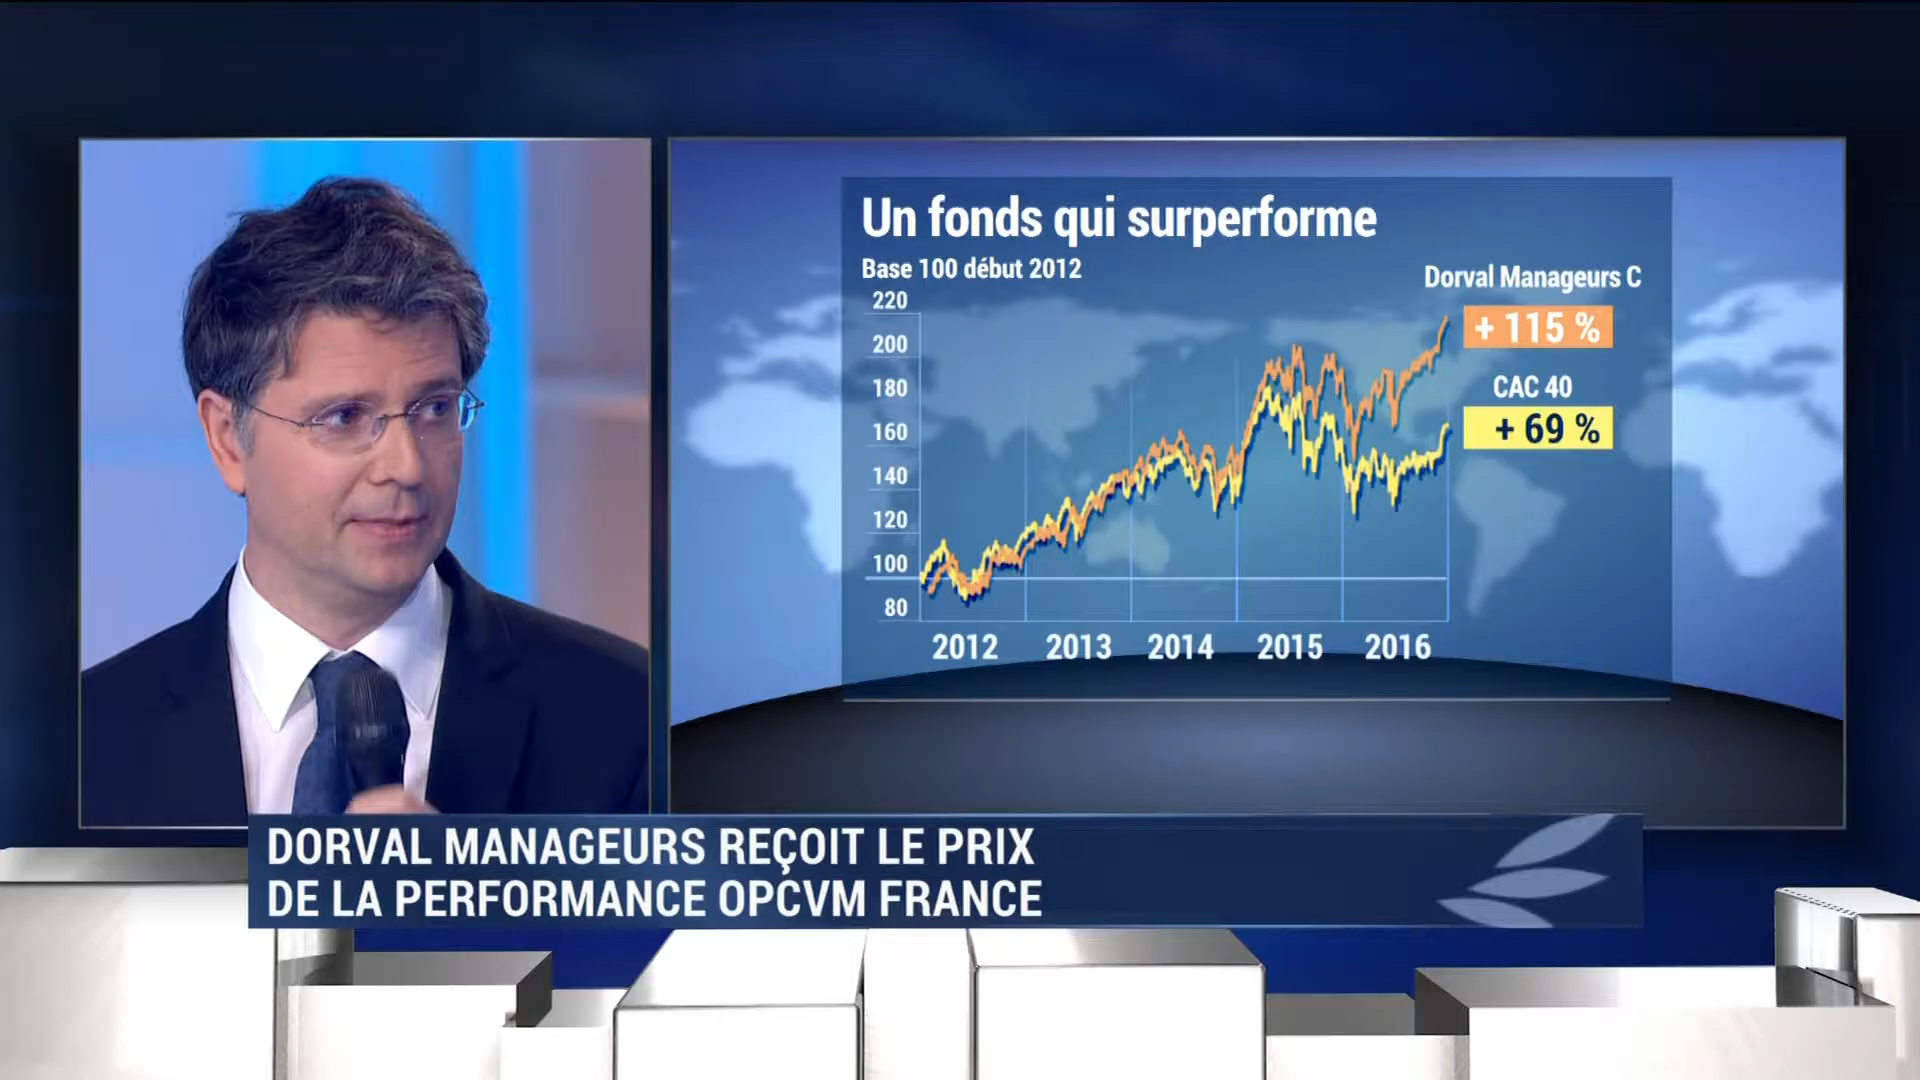 Un fonds qui surperforme
Base 100 début 2012
Dorval Manageurs C
+ 115 %
CAC 40
+ 69 %
220
200
180
160
140
120
100
80
2012 2013 2014 2015 2016
DORVAL MANAGEURS REÇOIT LE PRIX
DE LA PERFORMANCE OPCVM FRANCE